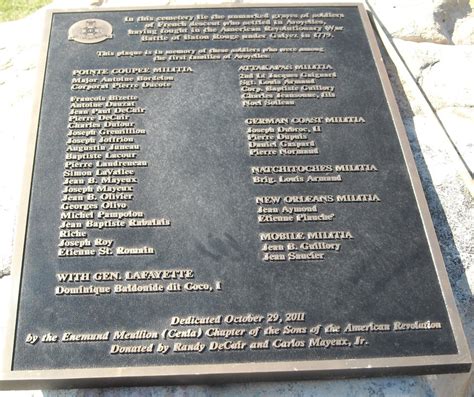 In this cemetery lie the unmarked graves of soldiers
of French descent who settled in Avoyelles,
having fought in the American Revolutionary War
Battle of Baton Rouge under Galvez in 1779.
This plaque is in memory of these soldiers who were among
the first families of Avoyelles.
POINTE COUPEE MILITIA
Major Antoine Bordelon
Corporal Pierre Ducote
Francois Bizette
Antoine Dauzat
Jean Paul DeCuir
Pierre DeCuir
Charles Dufour
Joseph Gremillion
Joseph Joffrion
Augustin Juneau
Baptiste Lacour
Pierre Landreneau
Simon LaVallee
Jean B. Mayeux
Joseph Mayeux
Jean B. Olivier
Georges Olivo
Michel Pampolon
Jean Baptiste Rabalais
Riche
Joseph Roy
Etienne St. Romain
WITH GEN. LAFAYETTE
Dominique Baldonide dit Coco, I
ATTAKAPAS MILITIA
2nd Lt Jacques Gaignard
Sgt. Louis Armand
Corp. Baptiste Guillory
Charles Jeansonne, fils
Noel Soileau
GERMAN COAST MILITIA
Joseph Dubroc, II
Pierre Dupuis
Daniel Gaspard
Pierre Normand
NATCHITOCHES MILITIA
Brig. Louis Armand
NEW ORLEANS MILITIA
Jean Aymond
Etienne Plauche'
MOBILE MILITIA
Jean B. Guillory
Jean Saucier
Dedicated October 29, 2011
by the Enemund Meullion (Cenla) Chapter of the Sons of the American Revolution
Donated by Randy DeCuir and Carlos Mayeux, Jr.